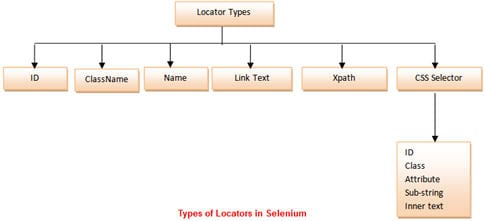 Locator Types
ID
ClassName
Name
Link Text
Xpath
CSS Selector
ID
Class
Attribute
Sub-string
Inner text
Types of Locators in Selenium